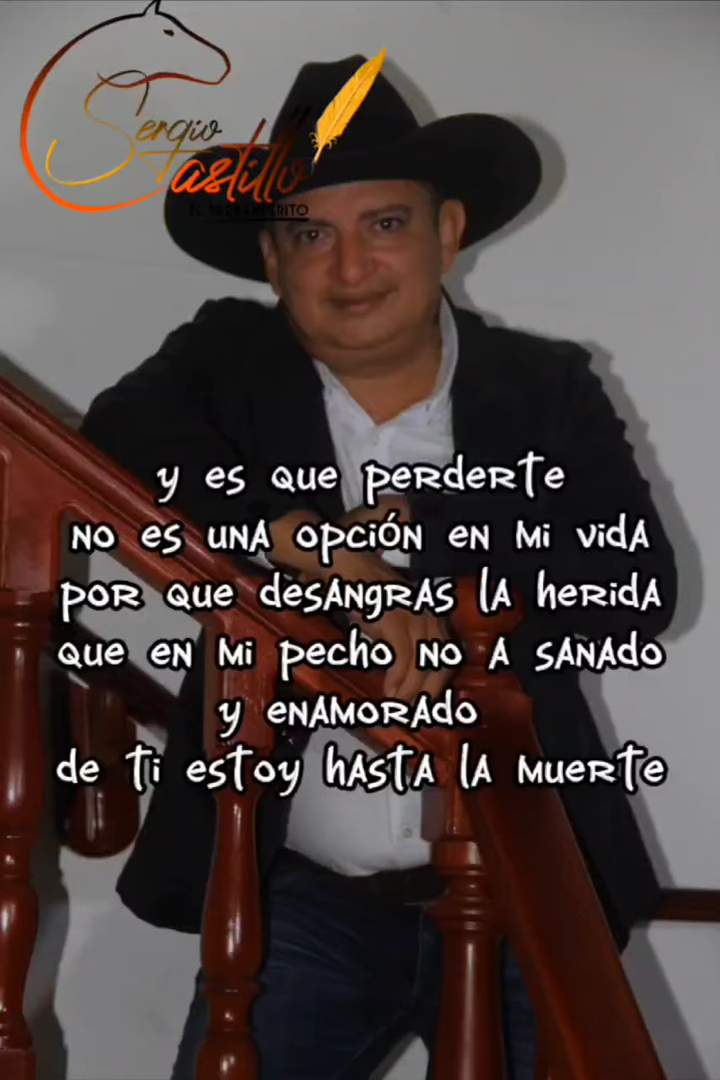 Sergio
Castillo
EL
y es que perderte
no es una opción en mi vida
por que desangras la herida
que en mi pecho no a sanado
y enamorado
de ti estoy hasta la muerte